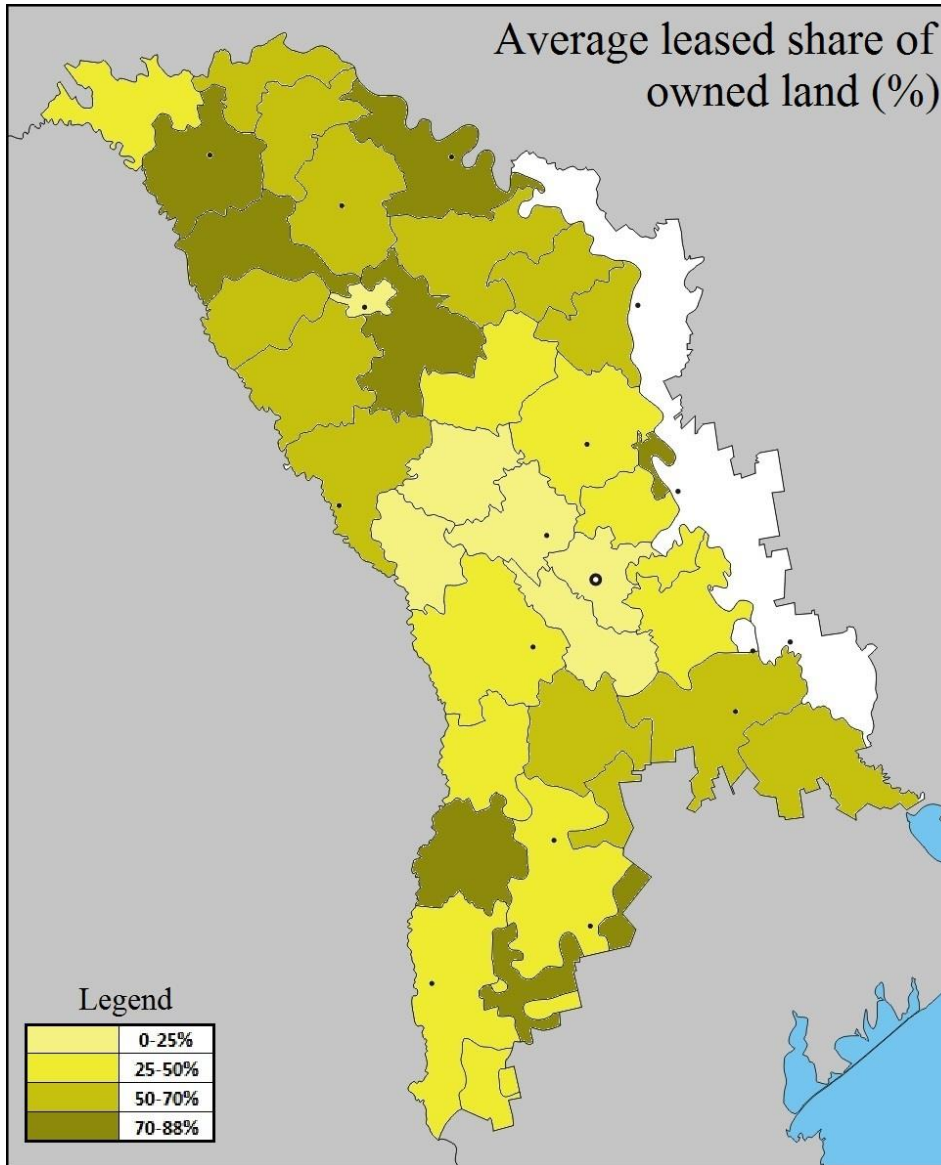 Average leased share of
owned land (%)
Legend
0-25%
25-50%
50-70%
70-88%